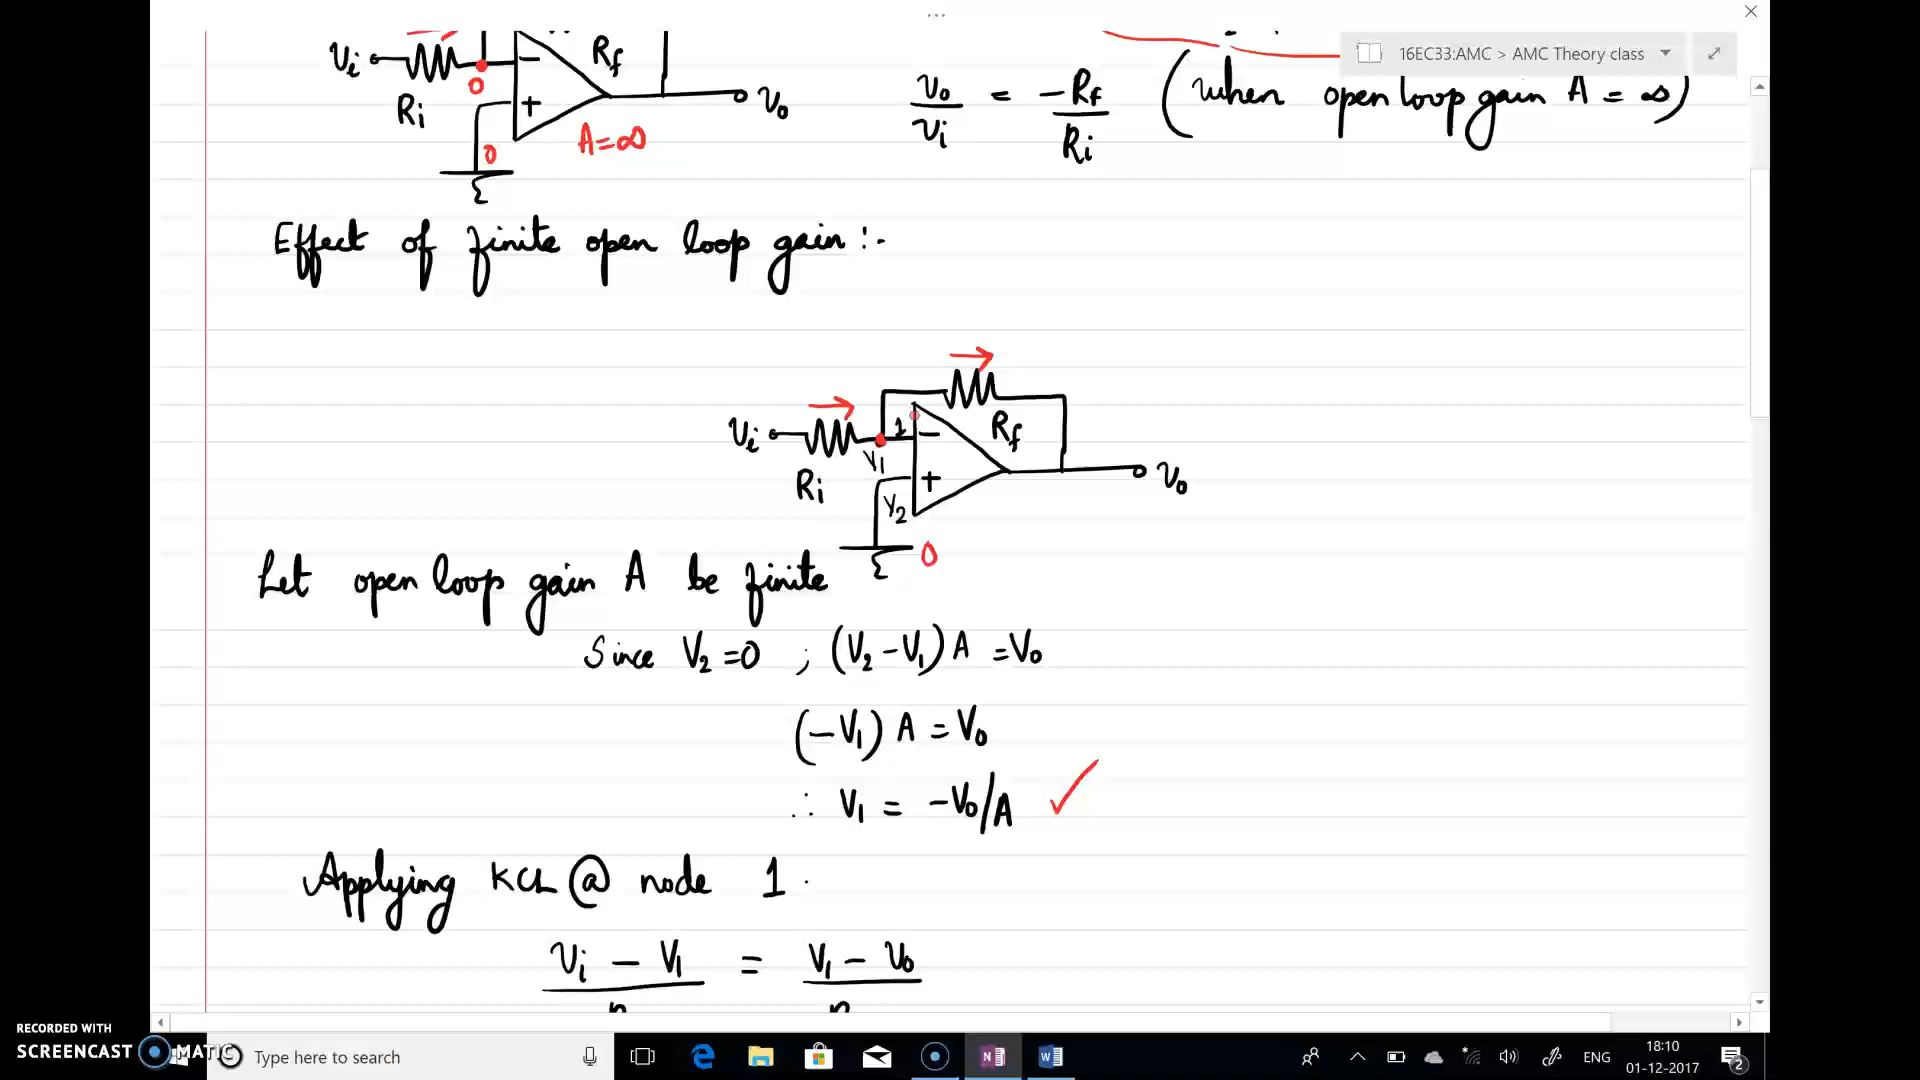 16EC33:AMC > AMC Theory class
Vi Ri 0 - + 0 Rf A=∞ Vo
Vo/Vi = -Rf/Ri (when open loop gain A = ∞)
Effect of finite open loop gain :-
Vi Ri V1 1 - + V2 0 Rf Vo
Let open loop gain A be finite
Since V2 =0 ; (V2 - V1) A = Vo
(-V1) A = Vo
∴ V1 = -Vo/A ✓
Applying KCL @ node 1
Vi - V1 = V1 - Vo
RECORDED WITH
SCREENCAST MATIC
Type here to search
ENG
18:10
01-12-2017
2